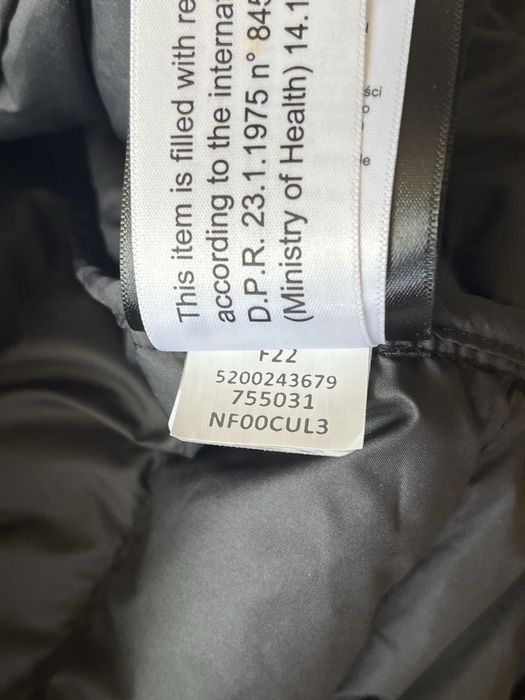 This item is filled with re
according to the internat
D.P.R. 23.1.1975 n° 845
(Ministry of Health) 14.1
ści
o
e
F22
5200243679
755031
NF00CUL3